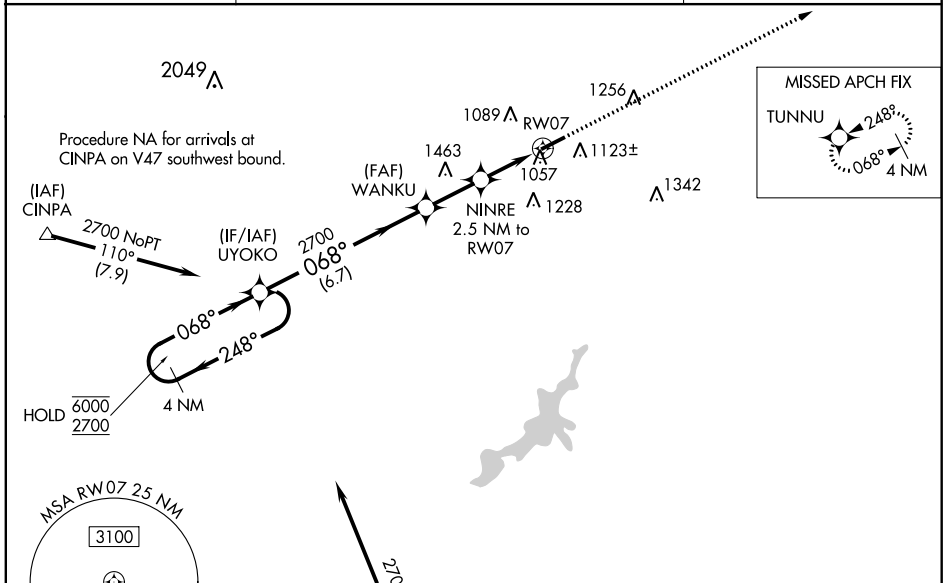 2049
Procedure NA for arrivals at
CINPA on V47 southwest bound.
(IAF)
CINPA
2700 NoPT
110°
(7.9)
(IF/IAF)
UYOKO
2700
068°
(6.7)
(FAF)
WANKU
NINRE
2.5 NM to
RW07
1463
1089
RW07
1057
1256
1123±
1228
1342
MISSED APCH FIX
TUNNU
248°
068°
4 NM
068°
248°
4 NM
HOLD
6000
2700
MSA RW07 25 NM
3100